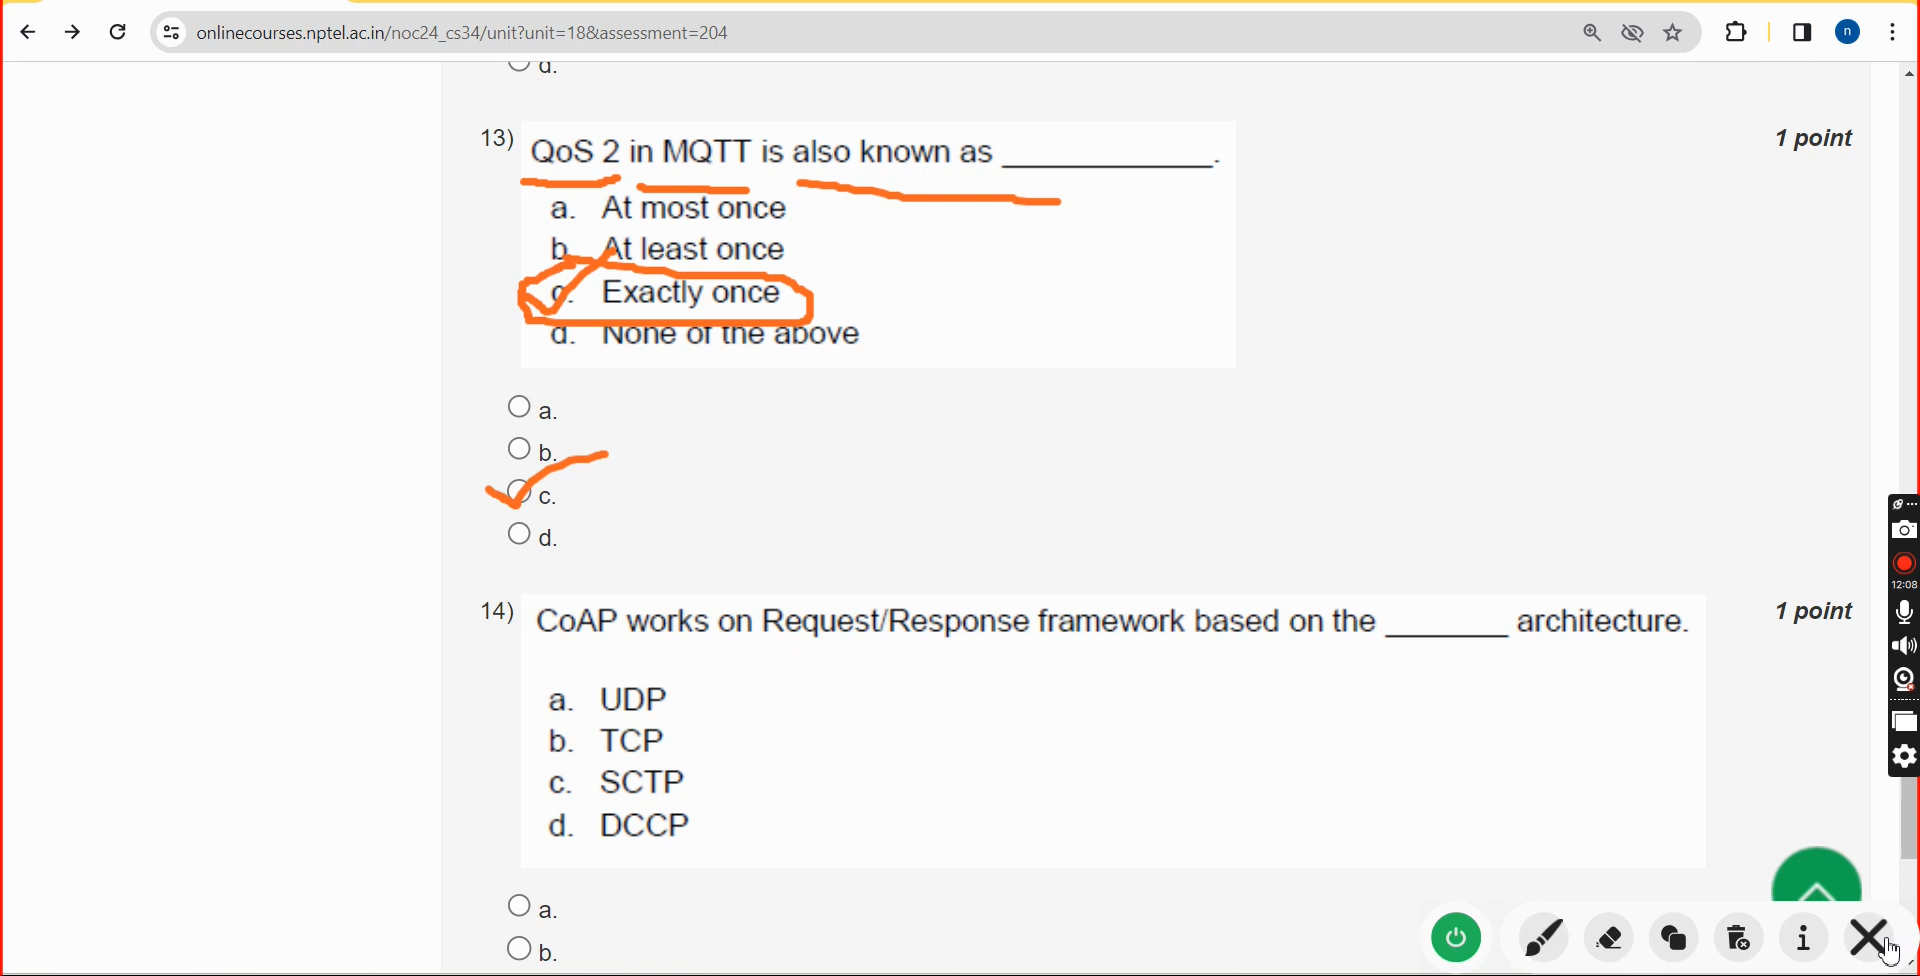 onlinecourses.nptel.ac.in/noc24_cs34/unit?unit=18&assessment=204
n
d.
13)
QoS 2 in MQTT is also known as ____________.
1 point
a. At most once
b. At least once
c. Exactly once
d. None of the above
a.
b.
c.
d.
12:08
14)
CoAP works on Request/Response framework based on the _______ architecture.
1 point
a. UDP
b. TCP
c. SCTP
d. DCCP
a.
b.